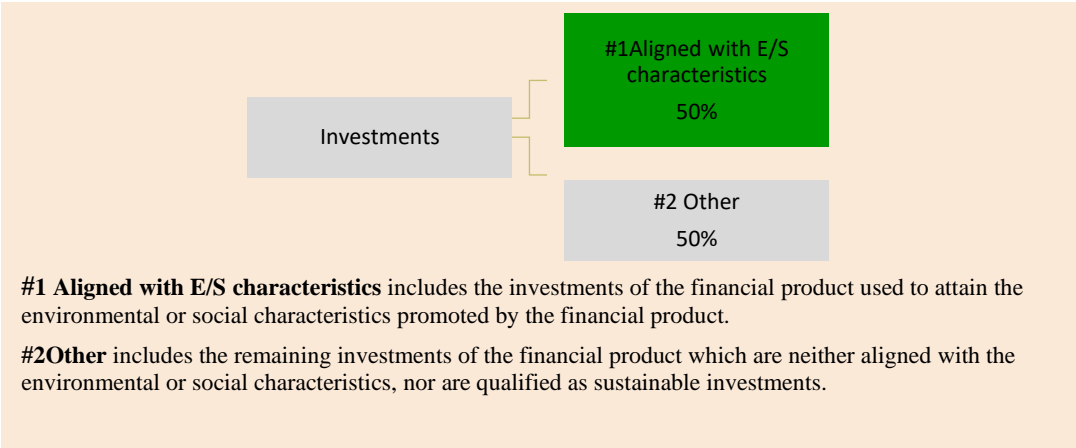 #1Aligned with E/S
characteristics
50%
Investments
#2 Other
50%
#1 Aligned with E/S characteristics includes the investments of the financial product used to attain the
environmental or social characteristics promoted by the financial product.
#2Other includes the remaining investments of the financial product which are neither aligned with the
environmental or social characteristics, nor are qualified as sustainable investments.